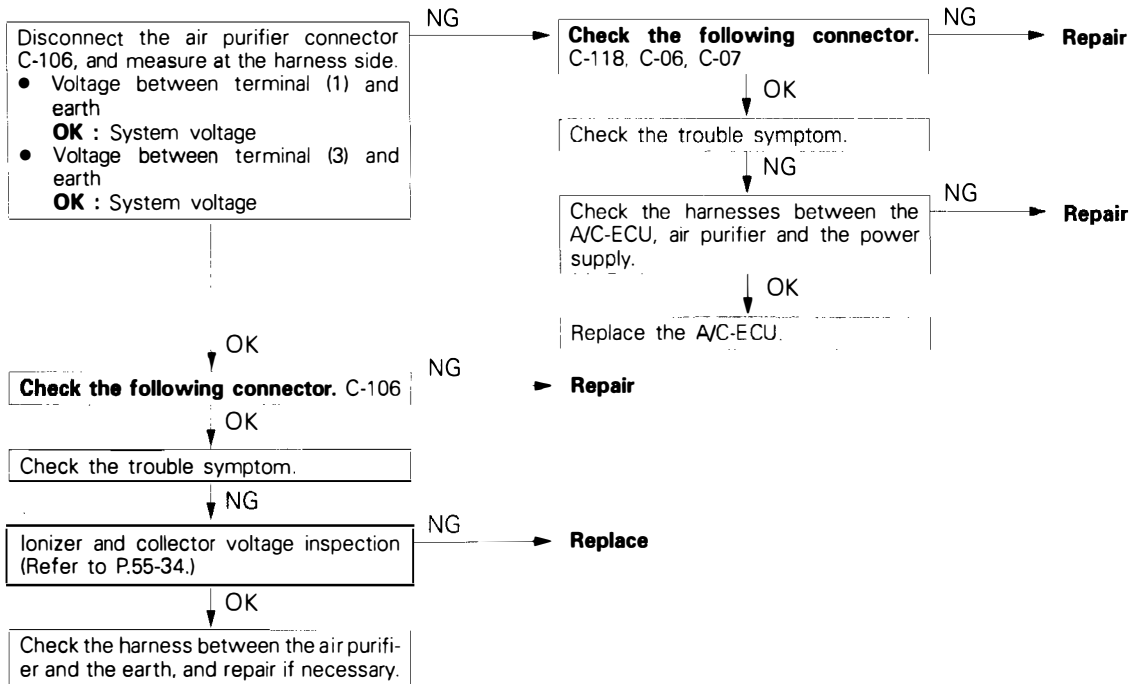 Disconnect the air purifier connector
C-106, and measure at the harness side.
● Voltage between terminal (1) and
earth
OK : System voltage
● Voltage between terminal (3) and
earth
OK : System voltage
NG
Check the following connector.
C-118, C-06, C-07
NG
Repair
OK
Check the trouble symptom.
NG
Check the harnesses between the
A/C-ECU, air purifier and the power
supply.
NG
Repair
OK
Replace the A/C-ECU.
OK
Check the following connector. C-106
NG
Repair
OK
Check the trouble symptom.
NG
Ionizer and collector voltage inspection
(Refer to P.55-34.)
NG
Replace
OK
Check the harness between the air purifi-
er and the earth, and repair if necessary.